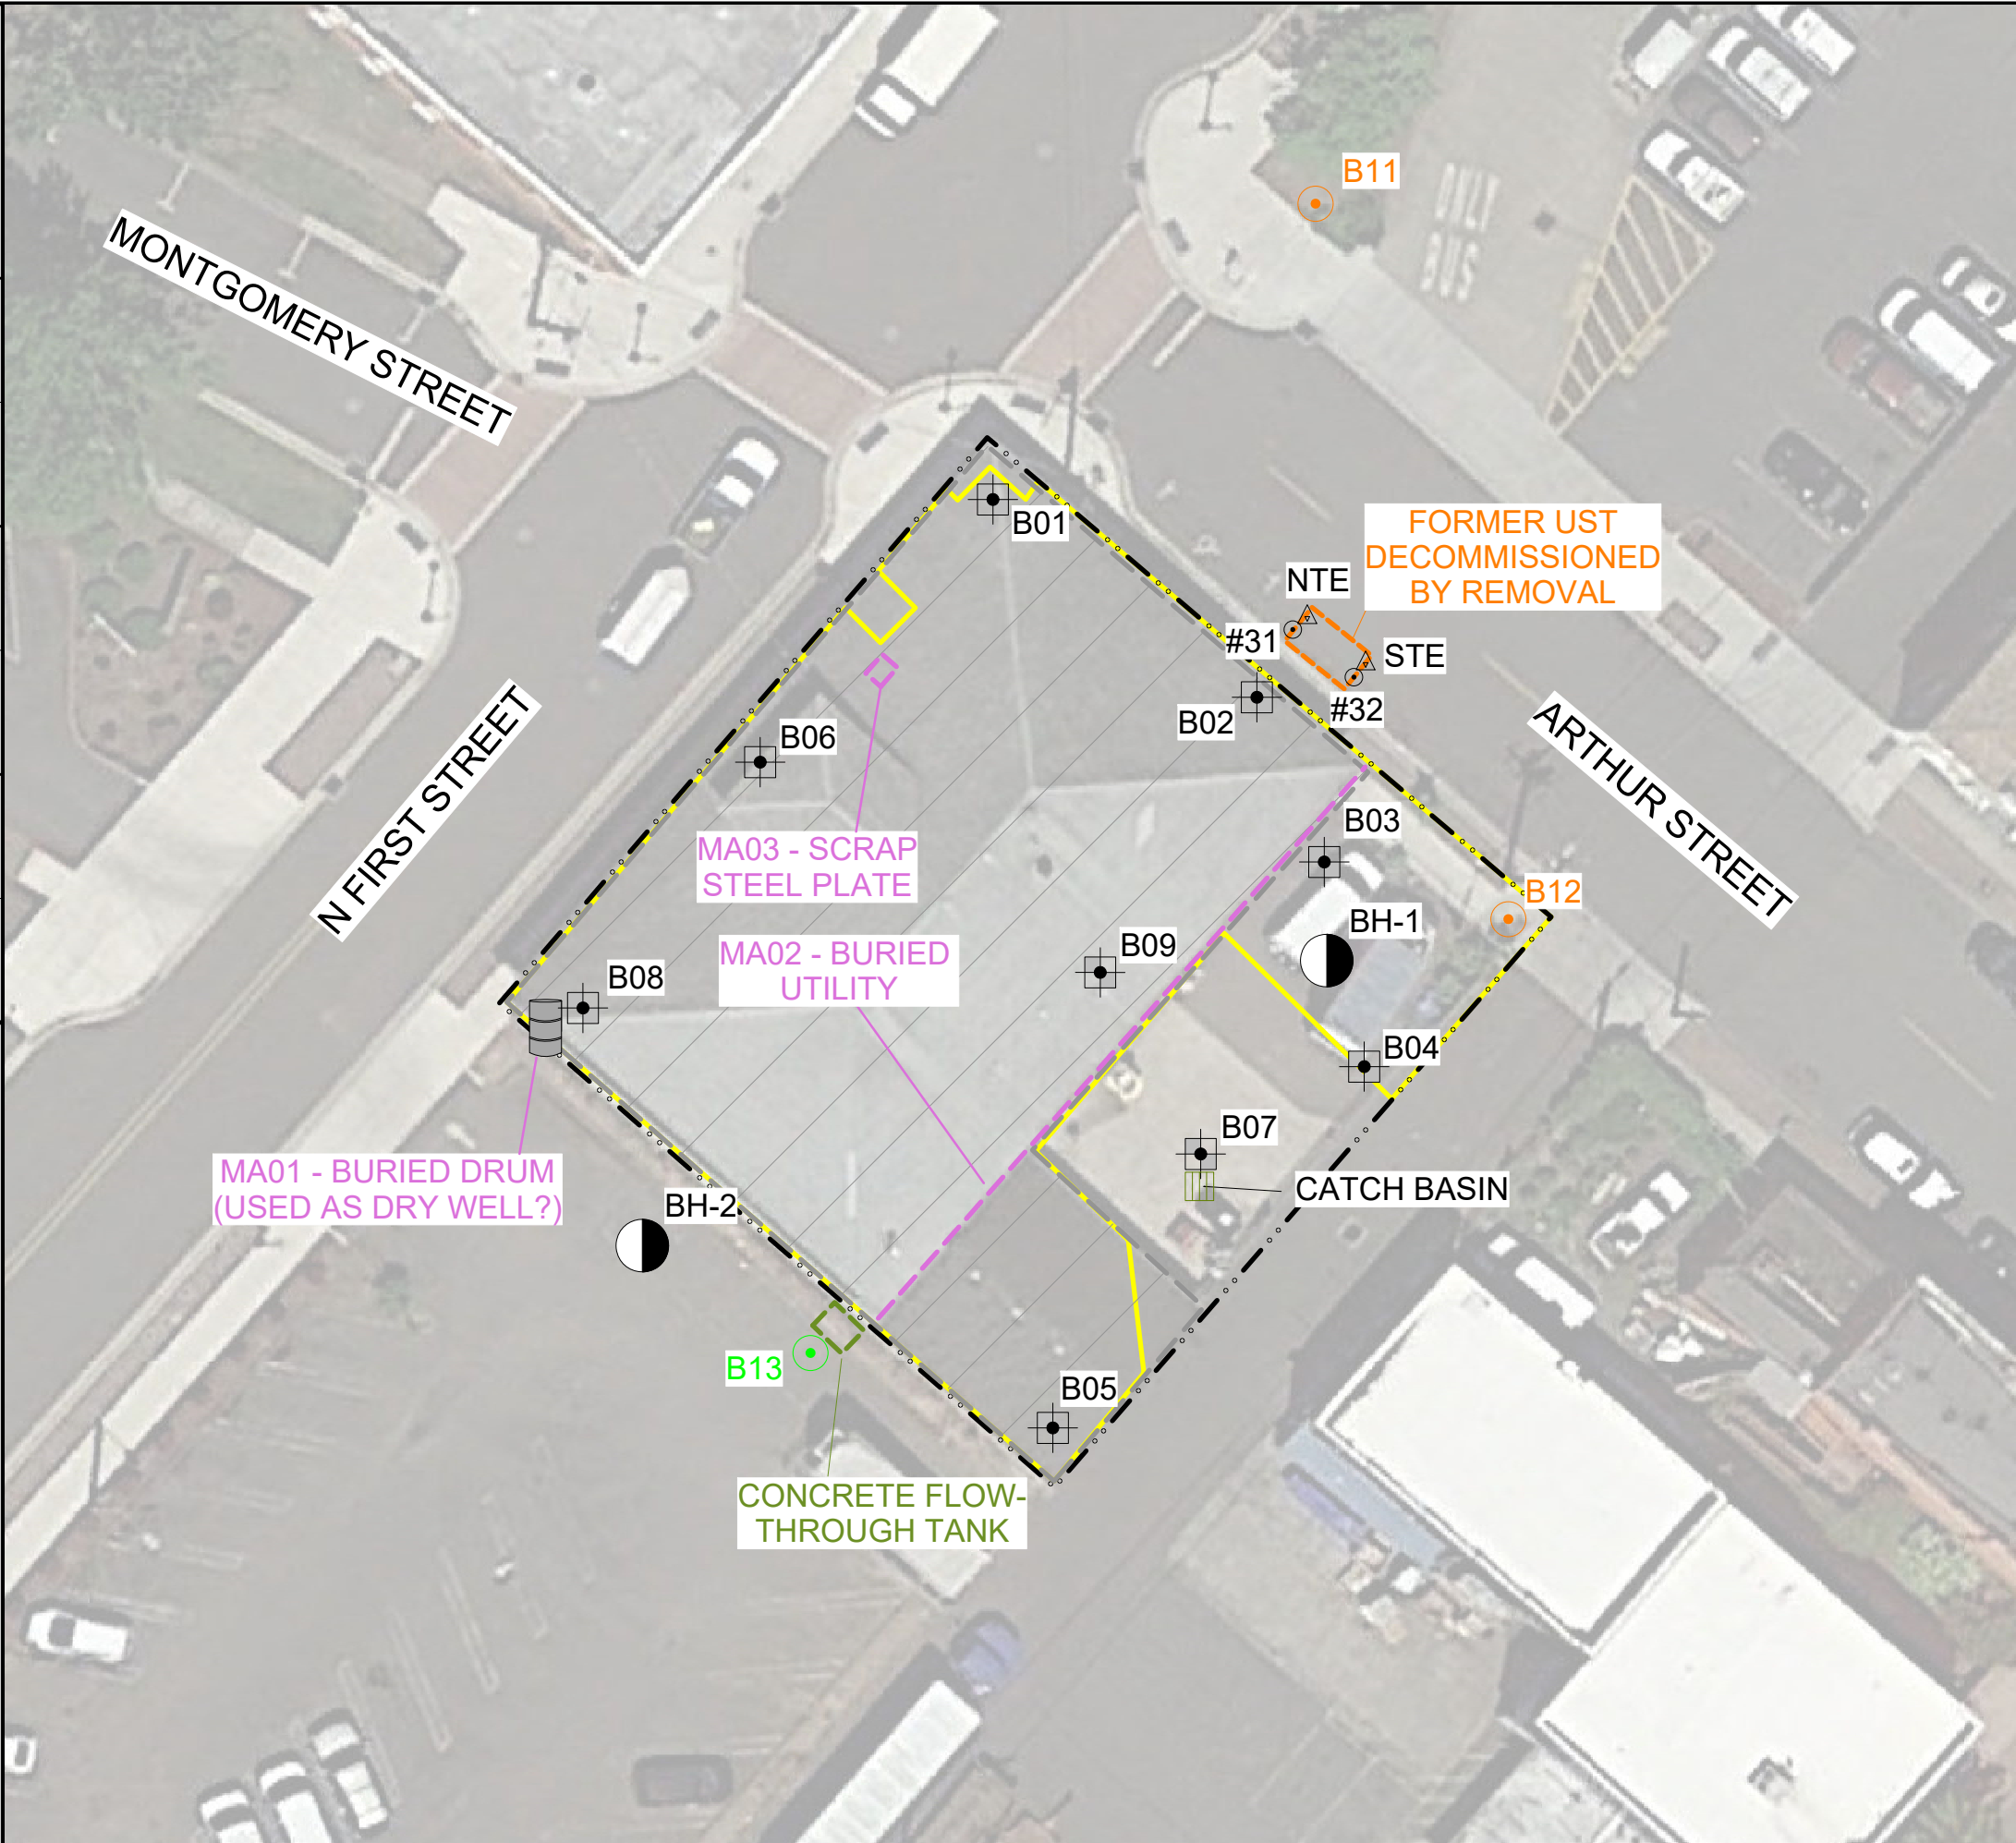 B11
MONTGOMERY STREET
B01
FORMER UST
DECOMMISSIONED
BY REMOVAL
NTE
#31
STE
#32
B02
B06
N FIRST STREET
ARTHUR STREET
B03
MA03 - SCRAP
STEEL PLATE
B12
BH-1
B09
MA02 - BURIED
UTILITY
B08
B04
B07
CATCH BASIN
MA01 - BURIED DRUM
(USED AS DRY WELL?)
BH-2
B13
B05
CONCRETE FLOW-
THROUGH TANK